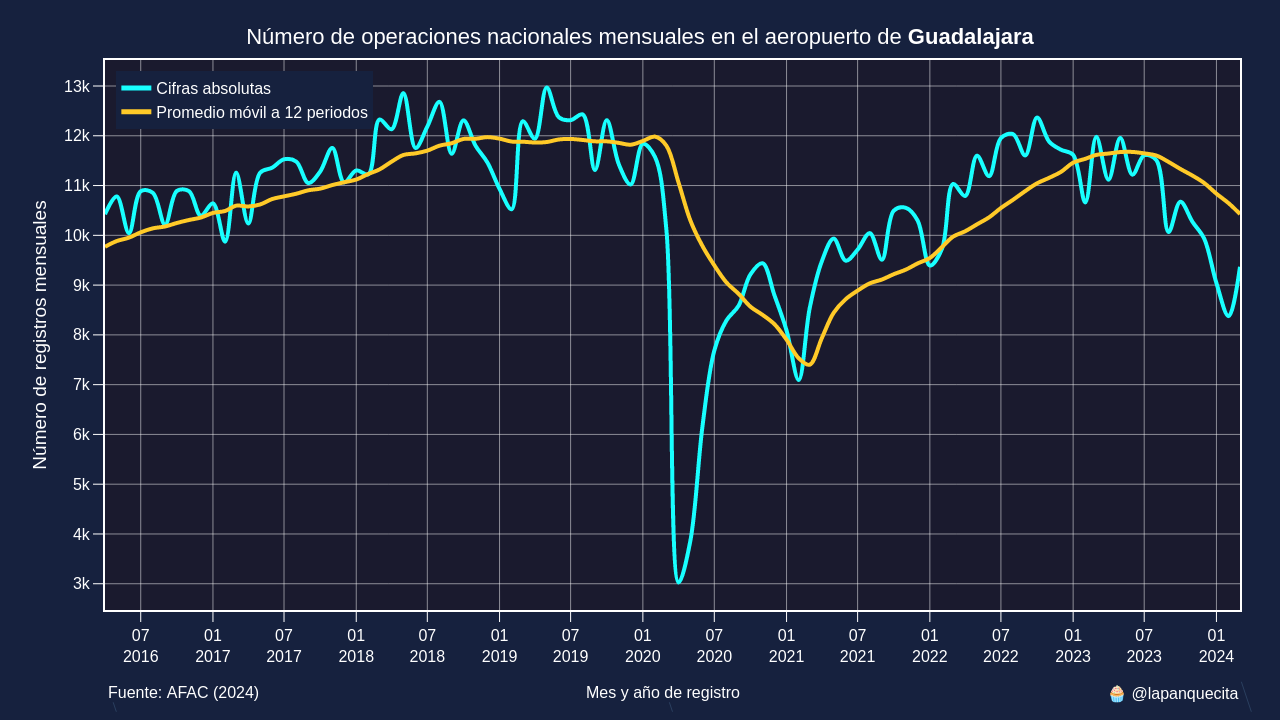 Número de operaciones nacionales mensuales en el aeropuerto de Guadalajara
Cifras absolutas
Promedio móvil a 12 periodos
Número de registros mensuales
13k
12k
11k
10k
9k
8k
7k
6k
5k
4k
3k
07 01 07 01 07 01 07 01 07 01 07 01 07 01 07 01
2016 2017 2017 2018 2018 2019 2019 2020 2020 2021 2021 2022 2022 2023 2023 2024
Fuente: AFAC (2024)
Mes y año de registro
🧁 @lapanquecita